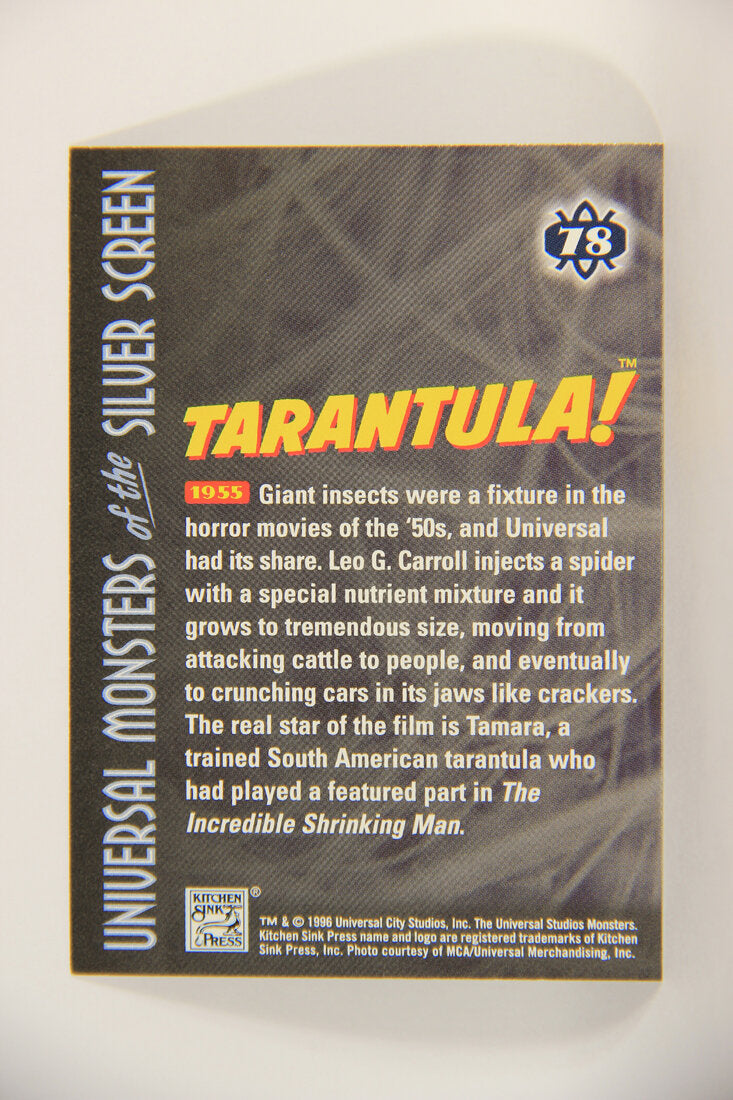 UNIVERSAL MONSTERS of the SILVER SCREEN
78
TARANTULA!™
1955 Giant insects were a fixture in the
horror movies of the '50s, and Universal
had its share. Leo G. Carroll injects a spider
with a special nutrient mixture and it
grows to tremendous size, moving from
attacking cattle to people, and eventually
to crunching cars in its jaws like crackers.
The real star of the film is Tamara, a
trained South American tarantula who
had played a featured part in The
Incredible Shrinking Man.
KITCHEN
SINK
PRESS
®
TM & © 1996 Universal City Studios, Inc. The Universal Studios Monsters.
Kitchen Sink Press name and logo are registered trademarks of Kitchen
Sink Press, Inc. Photo courtesy of MCA/Universal Merchandising, Inc.